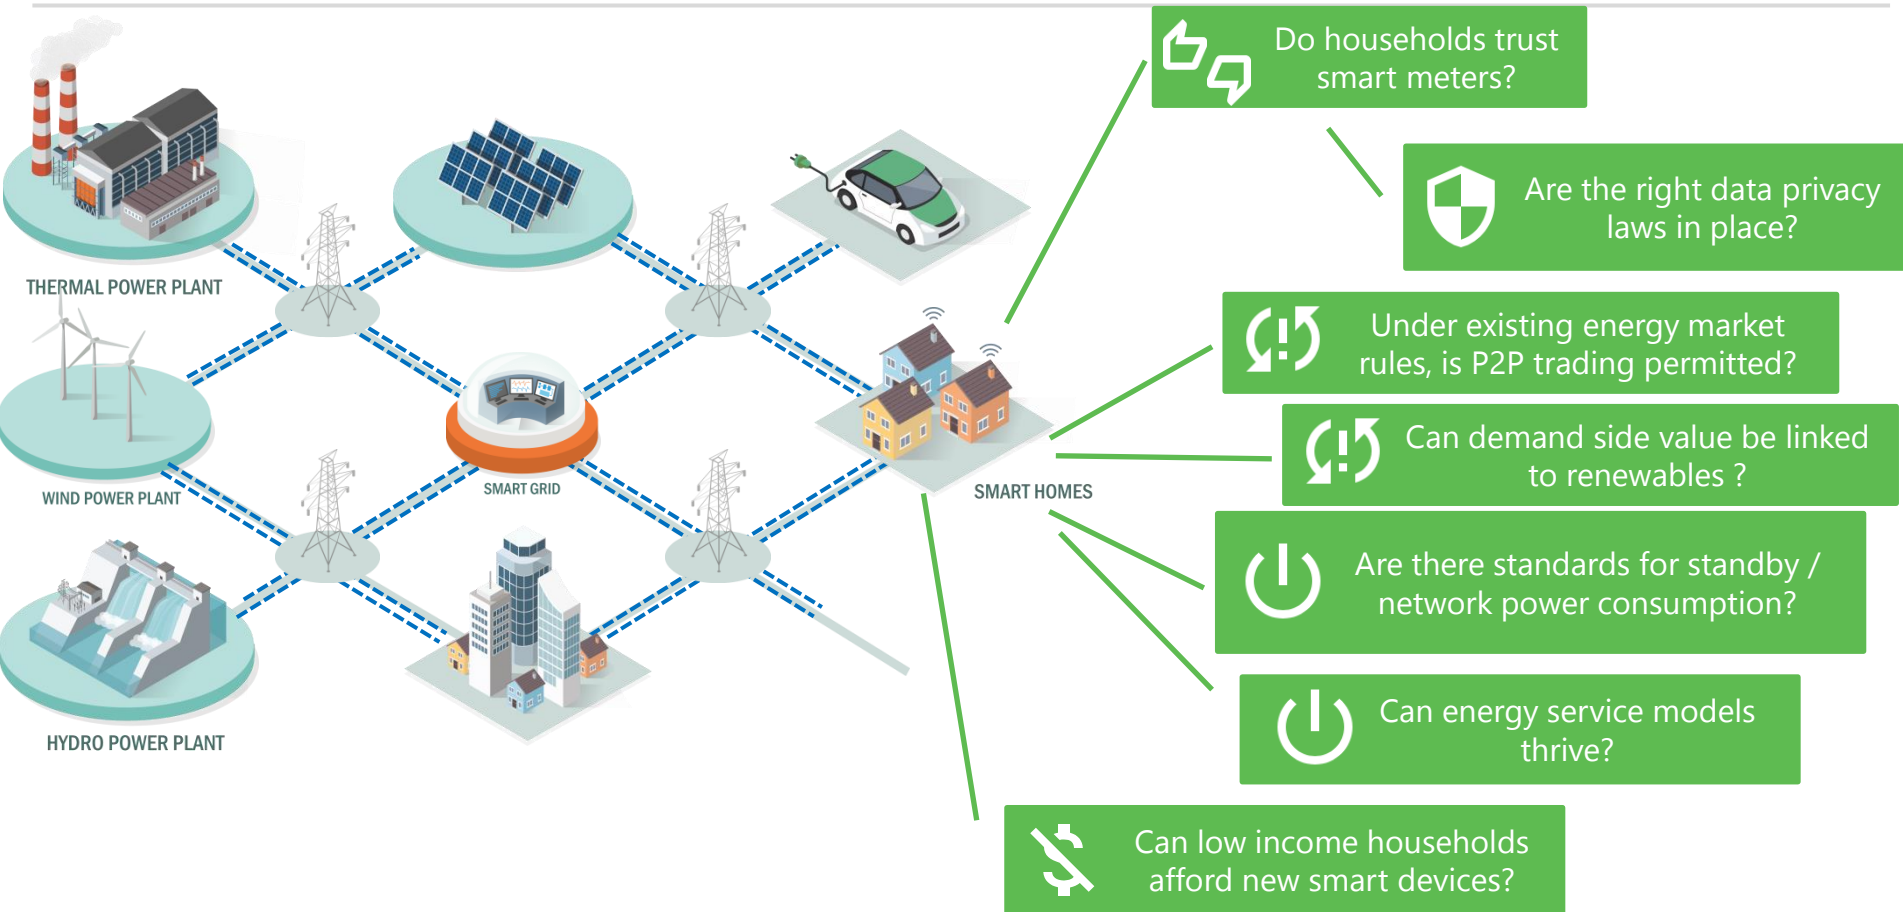 Do households trust
smart meters?
Are the right data privacy
laws in place?
THERMAL POWER PLANT
Under existing energy market
rules, is P2P trading permitted?
Can demand side value be linked
to renewables ?
WIND POWER PLANT
SMART GRID
SMART HOMES
Are there standards for standby /
network power consumption?
Can energy service models
thrive?
HYDRO POWER PLANT
Can low income households
afford new smart devices?